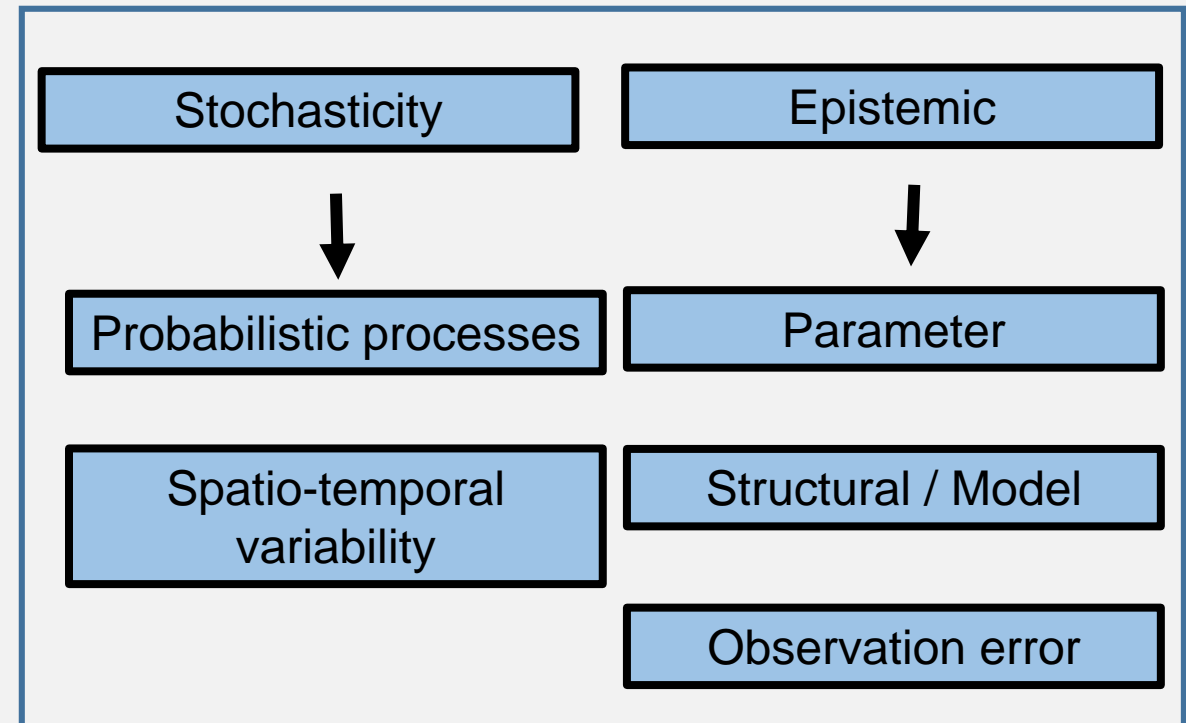 Stochasticity
Epistemic
Probabilistic processes
Parameter
Spatio-temporal
variability
Structural / Model
Observation error